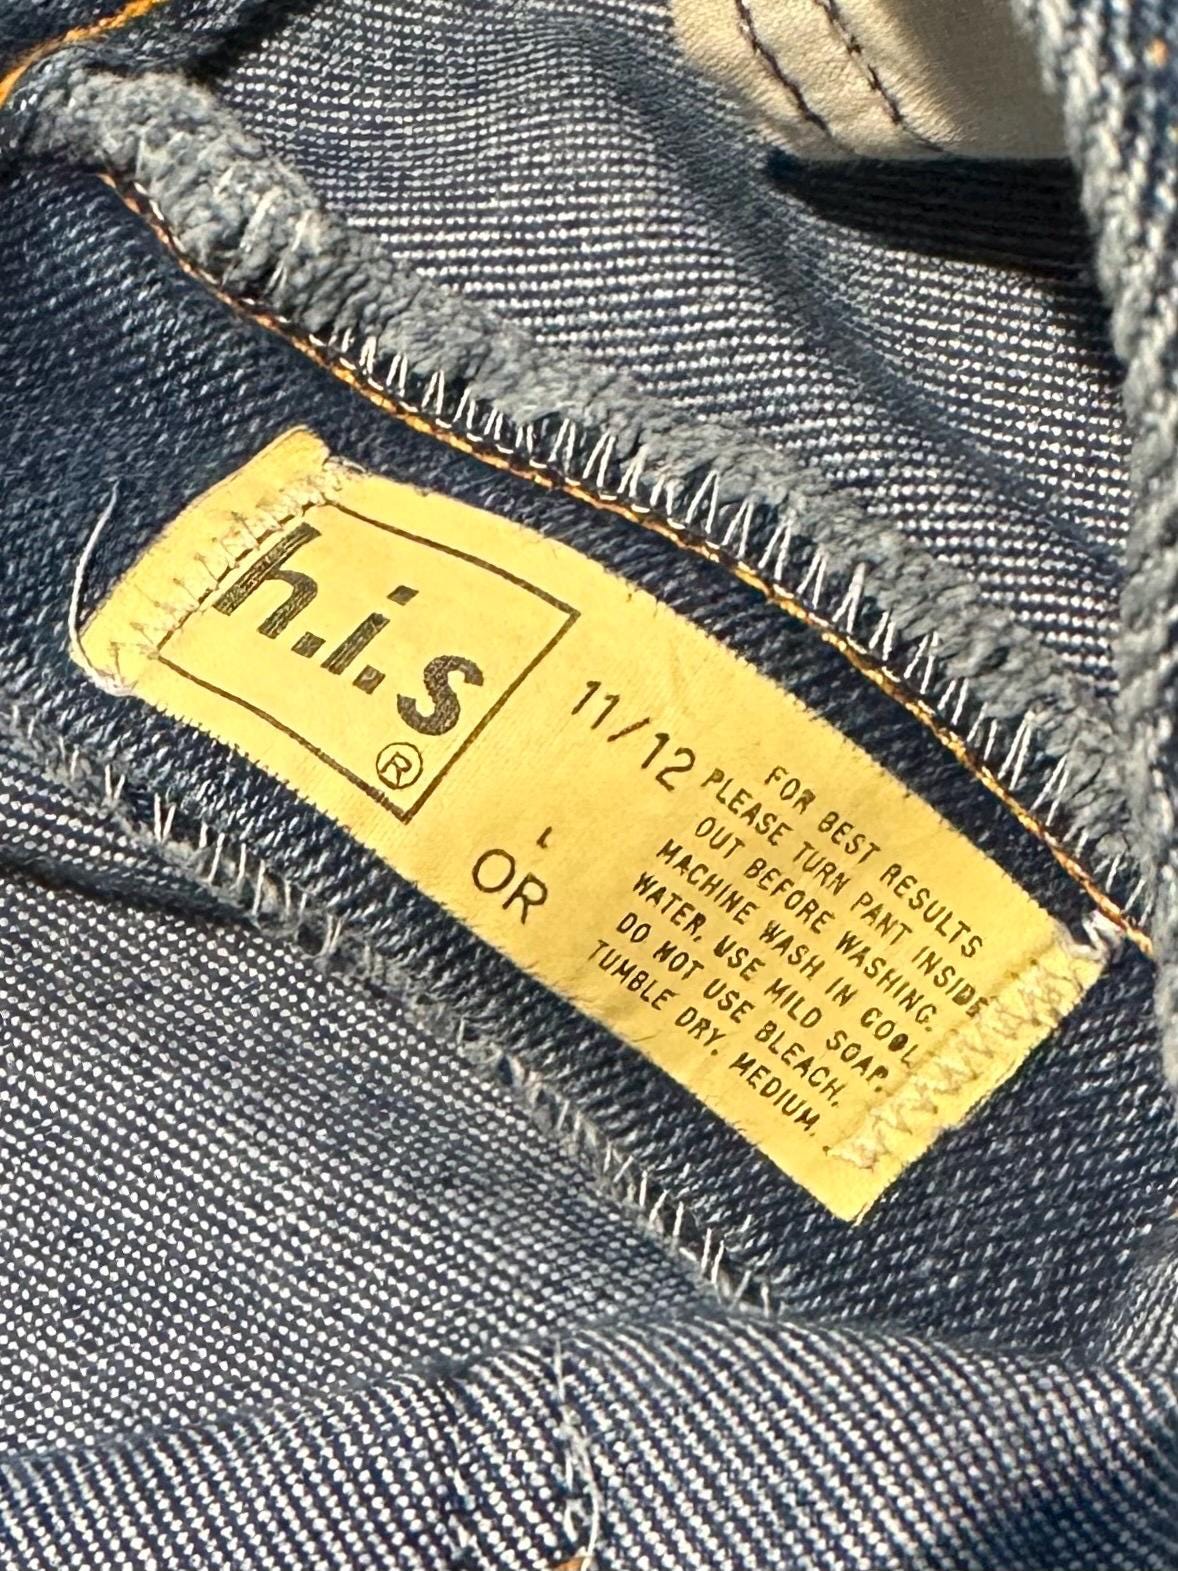 h.i.s
®
11/12
OR
FOR BEST RESULTS
PLEASE TURN PANT INSIDE
OUT BEFORE WASHING.
MACHINE WASH IN COOL
WATER. USE MILD SOAP.
DO NOT USE BLEACH.
TUMBLE DRY. MEDIUM.